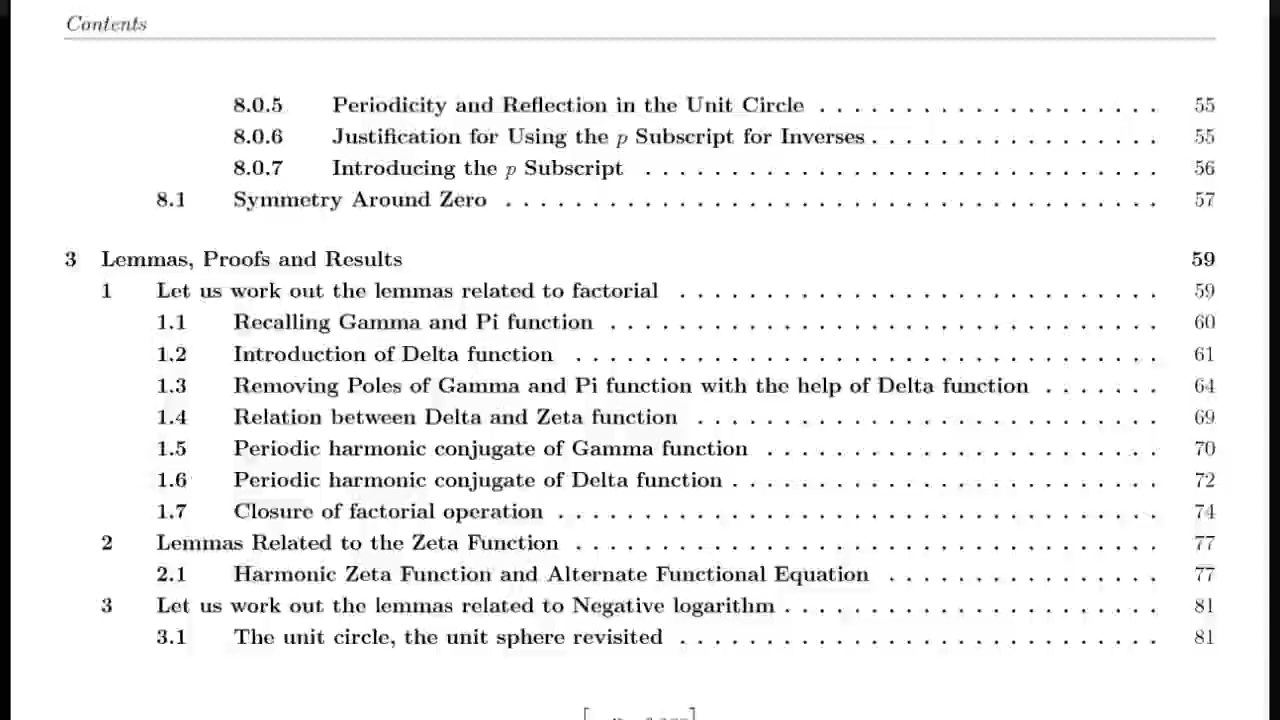 Contents
8.0.5 Periodicity and Reflection in the Unit Circle . . . . . . . . . . . . . . . . . . . . 55
8.0.6 Justification for Using the p Subscript for Inverses . . . . . . . . . . . . . . . . . 55
8.0.7 Introducing the p Subscript . . . . . . . . . . . . . . . . . . . . . . . . . . . . . . 56
8.1 Symmetry Around Zero . . . . . . . . . . . . . . . . . . . . . . . . . . . . . . . . . . . . . . 57
3 Lemmas, Proofs and Results 59
1 Let us work out the lemmas related to factorial . . . . . . . . . . . . . . . . . . . . . . . . . . . . 59
1.1 Recalling Gamma and Pi function . . . . . . . . . . . . . . . . . . . . . . . . . . . . . . . . 60
1.2 Introduction of Delta function . . . . . . . . . . . . . . . . . . . . . . . . . . . . . . . . . . 61
1.3 Removing Poles of Gamma and Pi function with the help of Delta function . . . . . . . 64
1.4 Relation between Delta and Zeta function . . . . . . . . . . . . . . . . . . . . . . . . . . . 69
1.5 Periodic harmonic conjugate of Gamma function . . . . . . . . . . . . . . . . . . . . . . . 70
1.6 Periodic harmonic conjugate of Delta function . . . . . . . . . . . . . . . . . . . . . . . . . 72
1.7 Closure of factorial operation . . . . . . . . . . . . . . . . . . . . . . . . . . . . . . . . . . . 74
2 Lemmas Related to the Zeta Function . . . . . . . . . . . . . . . . . . . . . . . . . . . . . . . . . . 77
2.1 Harmonic Zeta Function and Alternate Functional Equation . . . . . . . . . . . . . . . . 77
3 Let us work out the lemmas related to Negative logarithm . . . . . . . . . . . . . . . . . . . . . . 81
3.1 The unit circle, the unit sphere revisited . . . . . . . . . . . . . . . . . . . . . . . . . . . . 81